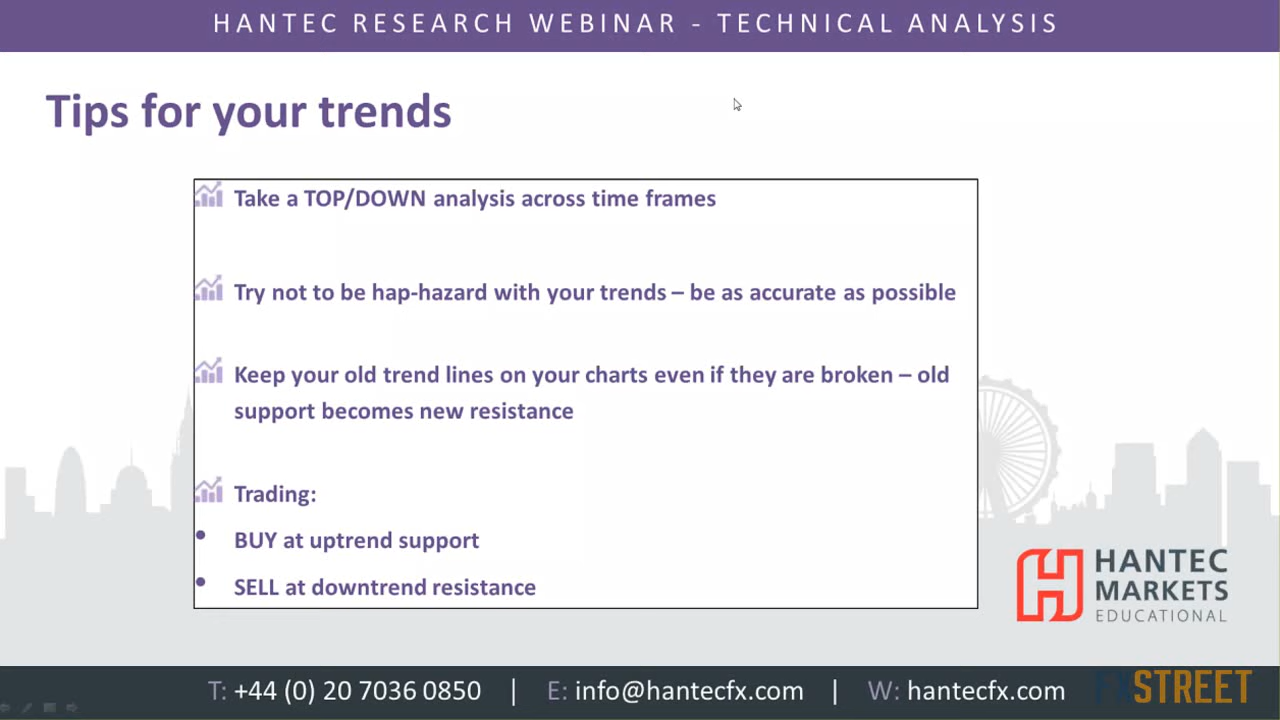 HANTEC RESEARCH WEBINAR - TECHNICAL ANALYSIS
Tips for your trends
Take a TOP/DOWN analysis across time frames
Try not to be hap-hazard with your trends – be as accurate as possible
Keep your old trend lines on your charts even if they are broken – old
support becomes new resistance
Trading:
• BUY at uptrend support
• SELL at downtrend resistance
HANTEC
MARKETS
EDUCATIONAL
T: +44 (0) 20 7036 0850 | E: info@hantecfx.com | W: hantecfx.com
FXSTREET